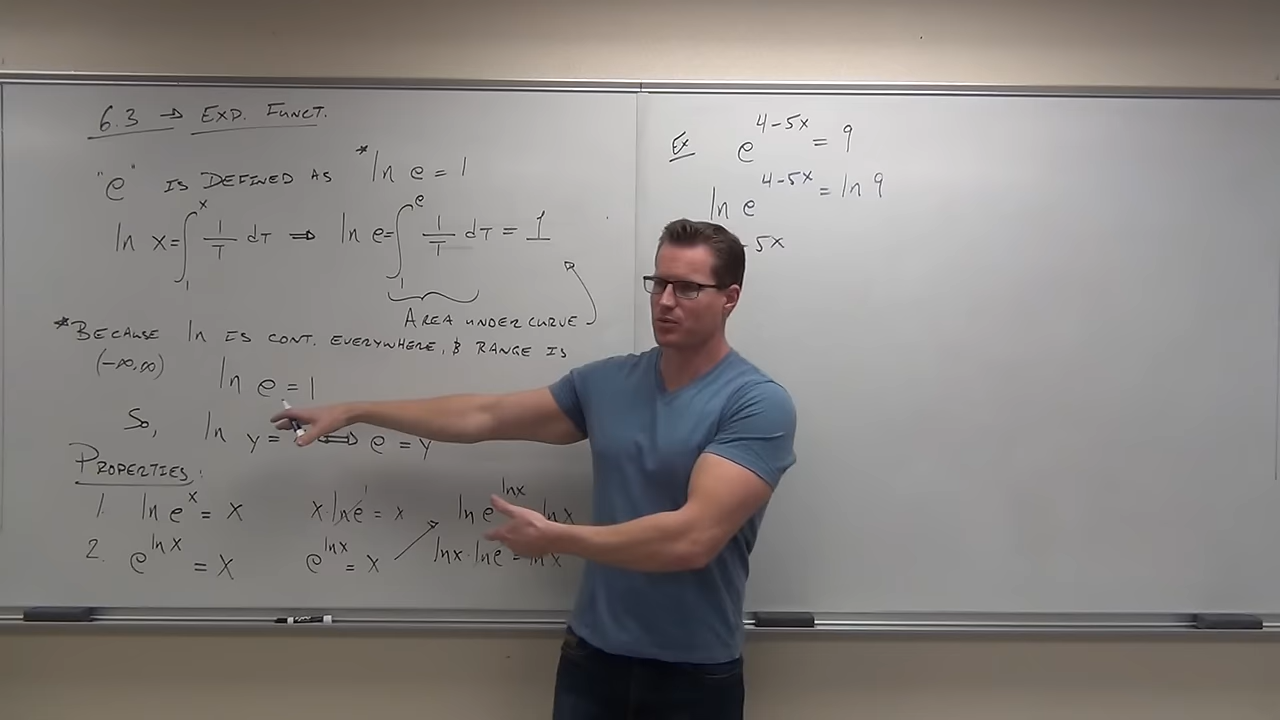 6.3 → EXP. FUNCT.
"e" IS DEFINED AS *ln e = 1
ln x = ∫₁ˣ 1/T dT ⇒ ln e = ∫₁ᵉ 1/T dT = 1
AREA UNDER CURVE
*BECAUSE ln IS CONT. EVERYWHERE, & RANGE IS
(-∞,∞)
ln e = 1
So, ln y = ⇔ e = y
PROPERTIES:
1. ln eˣ = x x·ln e¹ = x ln e^(ln x) ln x
2. e^(ln x) = x e^(ln x) = x ln x · ln e = ln x
Ex e^(4-5x) = 9
ln e^(4-5x) = ln 9
- 5x